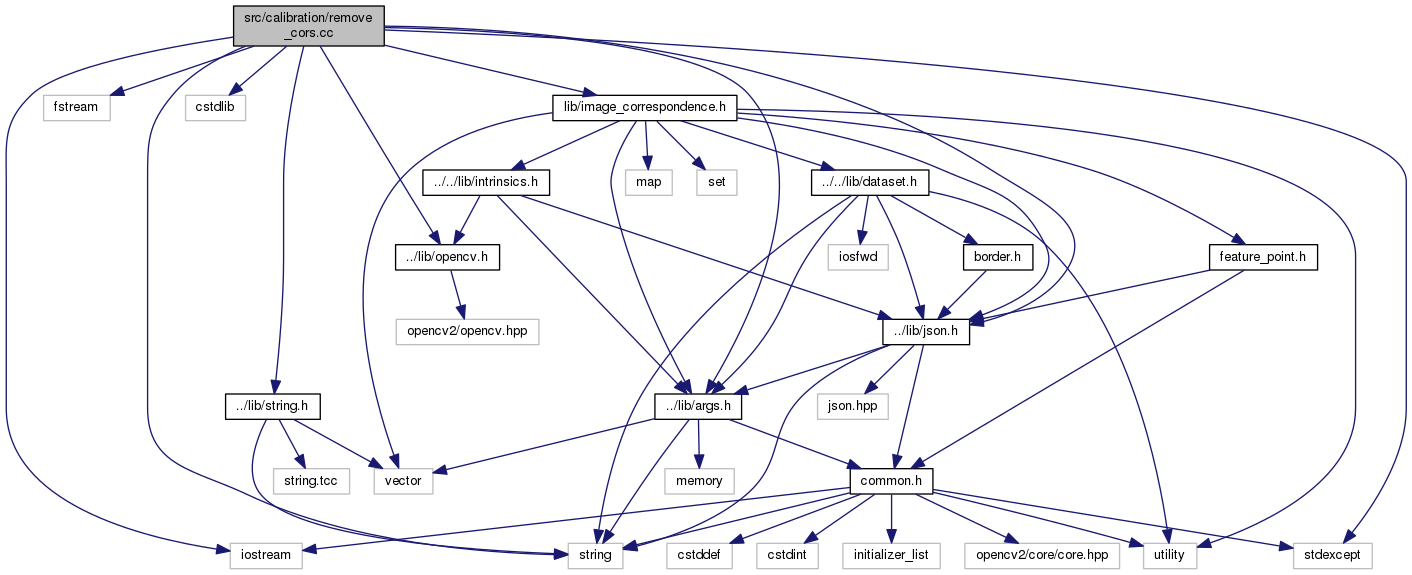 src/calibration/remove
_cors.cc
fstream
cstdlib
lib/image_correspondence.h
../../lib/intrinsics.h
map
set
../../lib/dataset.h
../lib/opencv.h
iosfwd
border.h
feature_point.h
opencv2/opencv.hpp
../lib/json.h
../lib/string.h
../lib/args.h
json.hpp
string.tcc
vector
memory
common.h
iostream
string
cstddef
cstdint
initializer_list
opencv2/core/core.hpp
utility
stdexcept